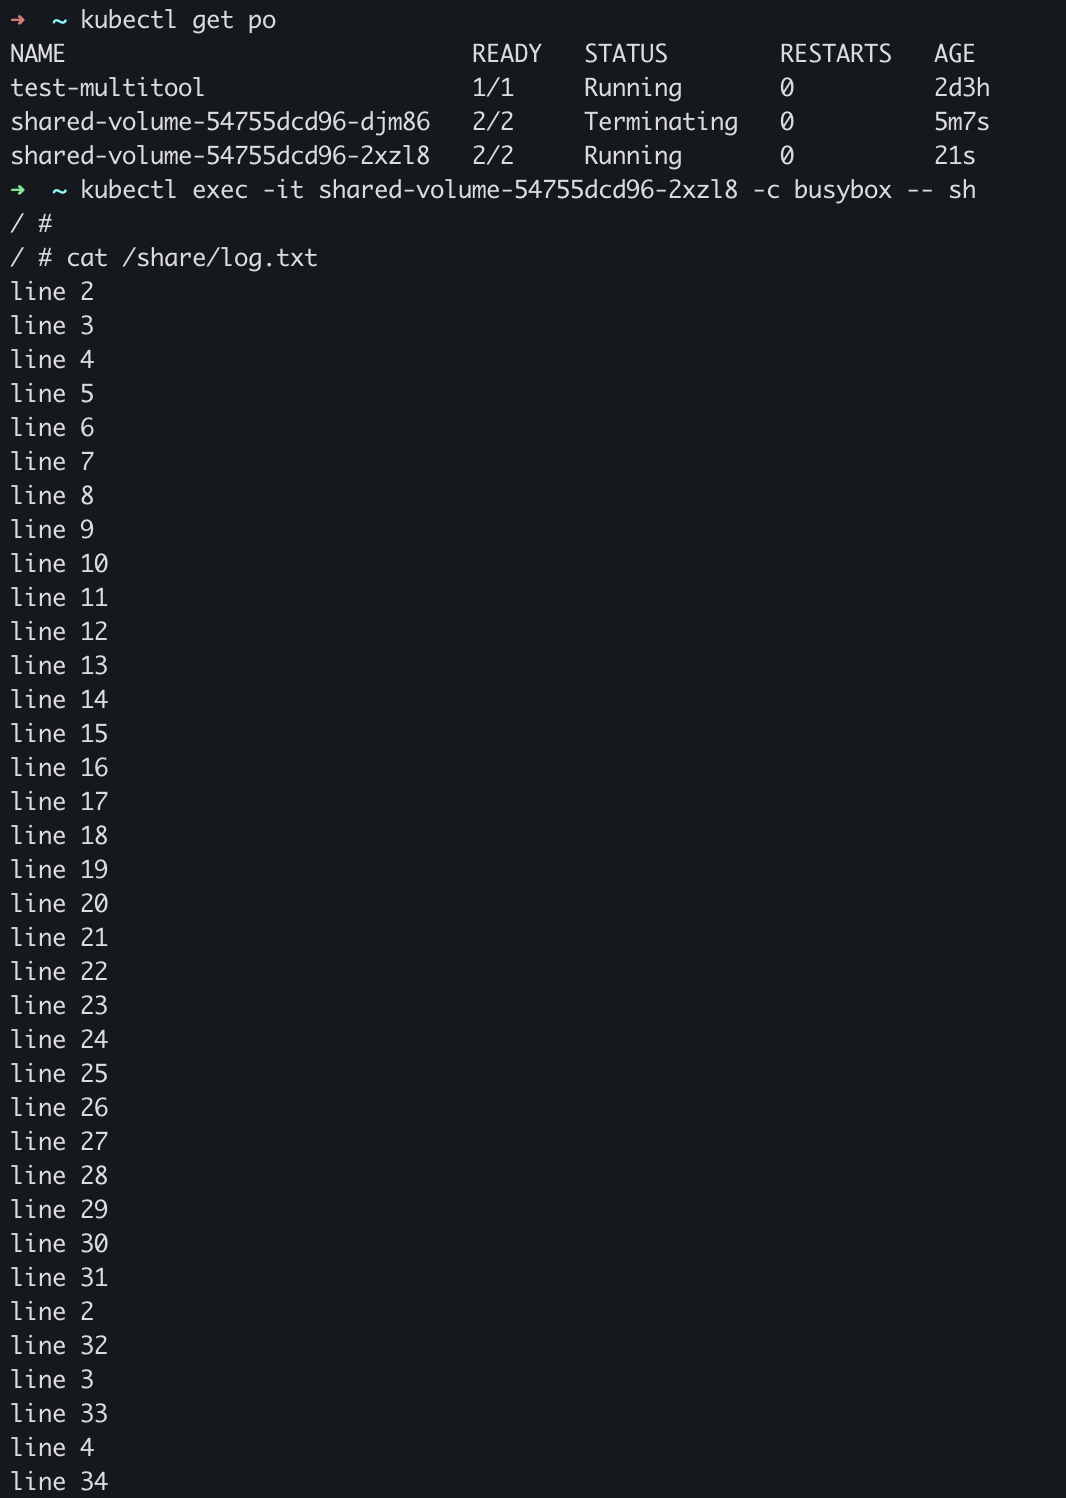 ➜  ~ kubectl get po
NAME                             READY   STATUS        RESTARTS   AGE
test-multitool                   1/1     Running       0          2d3h
shared-volume-54755dcd96-djm86   2/2     Terminating   0          5m7s
shared-volume-54755dcd96-2xzl8   2/2     Running       0          21s
➜  ~ kubectl exec -it shared-volume-54755dcd96-2xzl8 -c busybox -- sh
/ #
/ # cat /share/log.txt
line 2
line 3
line 4
line 5
line 6
line 7
line 8
line 9
line 10
line 11
line 12
line 13
line 14
line 15
line 16
line 17
line 18
line 19
line 20
line 21
line 22
line 23
line 24
line 25
line 26
line 27
line 28
line 29
line 30
line 31
line 2
line 32
line 3
line 33
line 4
line 34